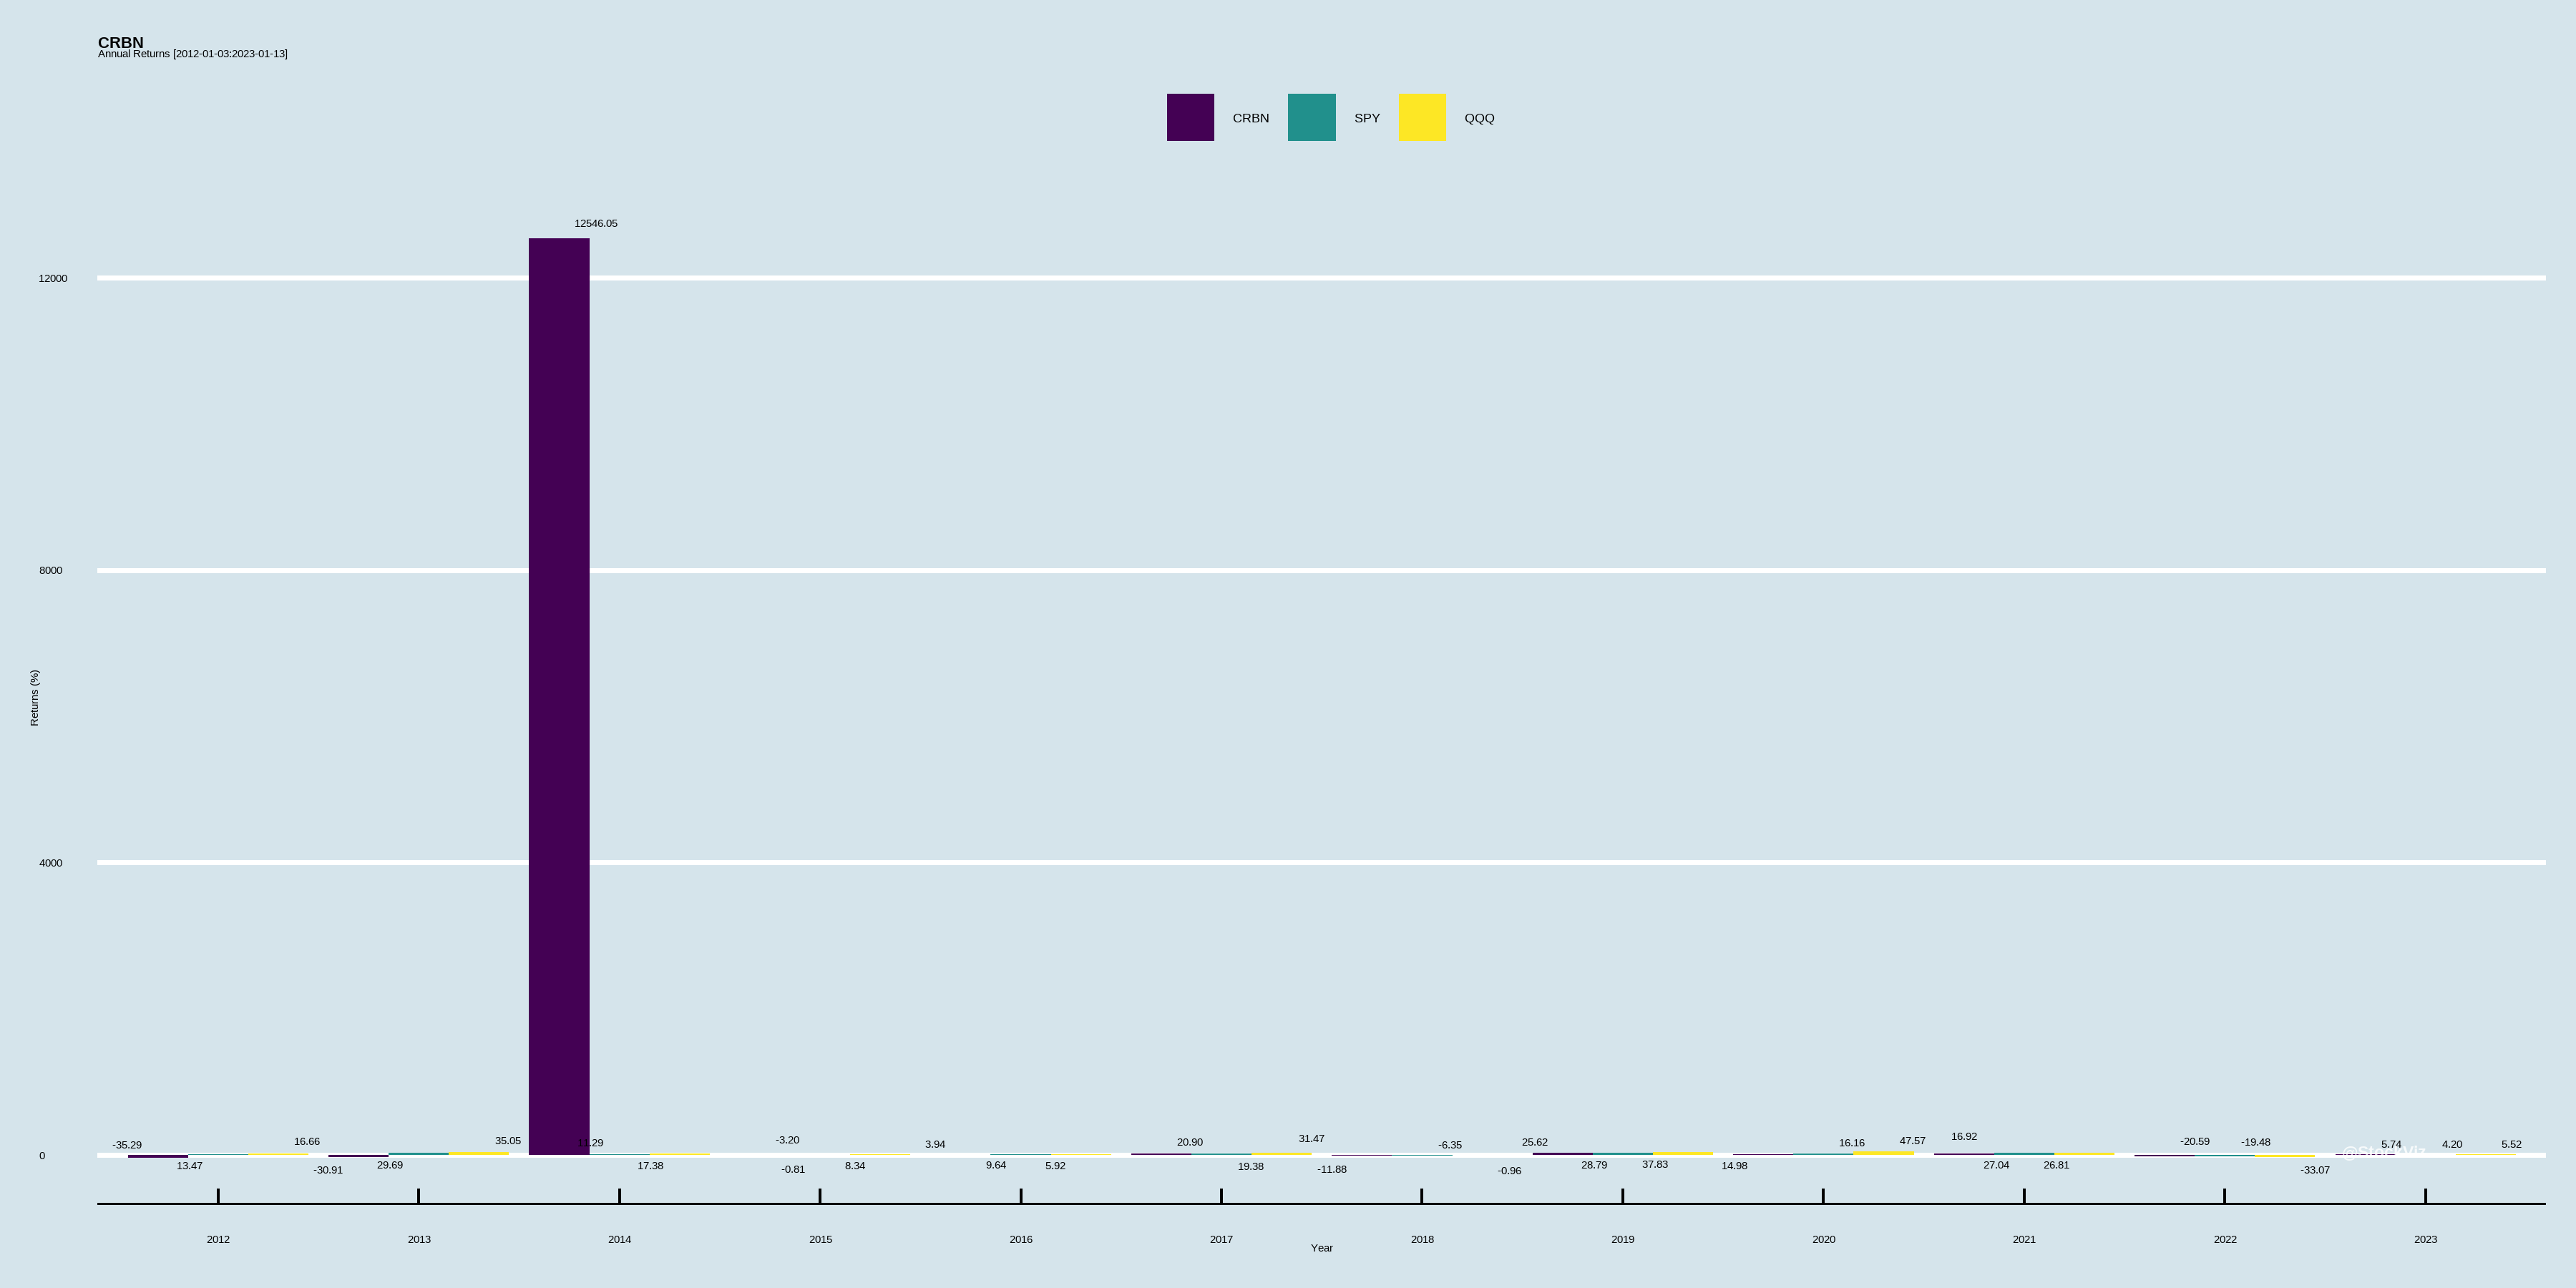 CRBN
Annual Returns [2012-01-03:2023-01-13]
CRBN SPY QQQ
12546.05
12000
8000
Returns (%)
4000
-35.29 16.66 35.05 11.29 -3.20 3.94 20.90 31.47 -6.35 25.62 16.16 47.57 16.92 -20.59 -19.48 5.74 4.20 5.52
0
@StockViz
13.47 -30.91 29.69 17.38 -0.81 8.34 9.64 5.92 19.38 -11.88 -0.96 28.79 37.83 14.98 27.04 26.81 -33.07
2012 2013 2014 2015 2016 2017 2018 2019 2020 2021 2022 2023
Year